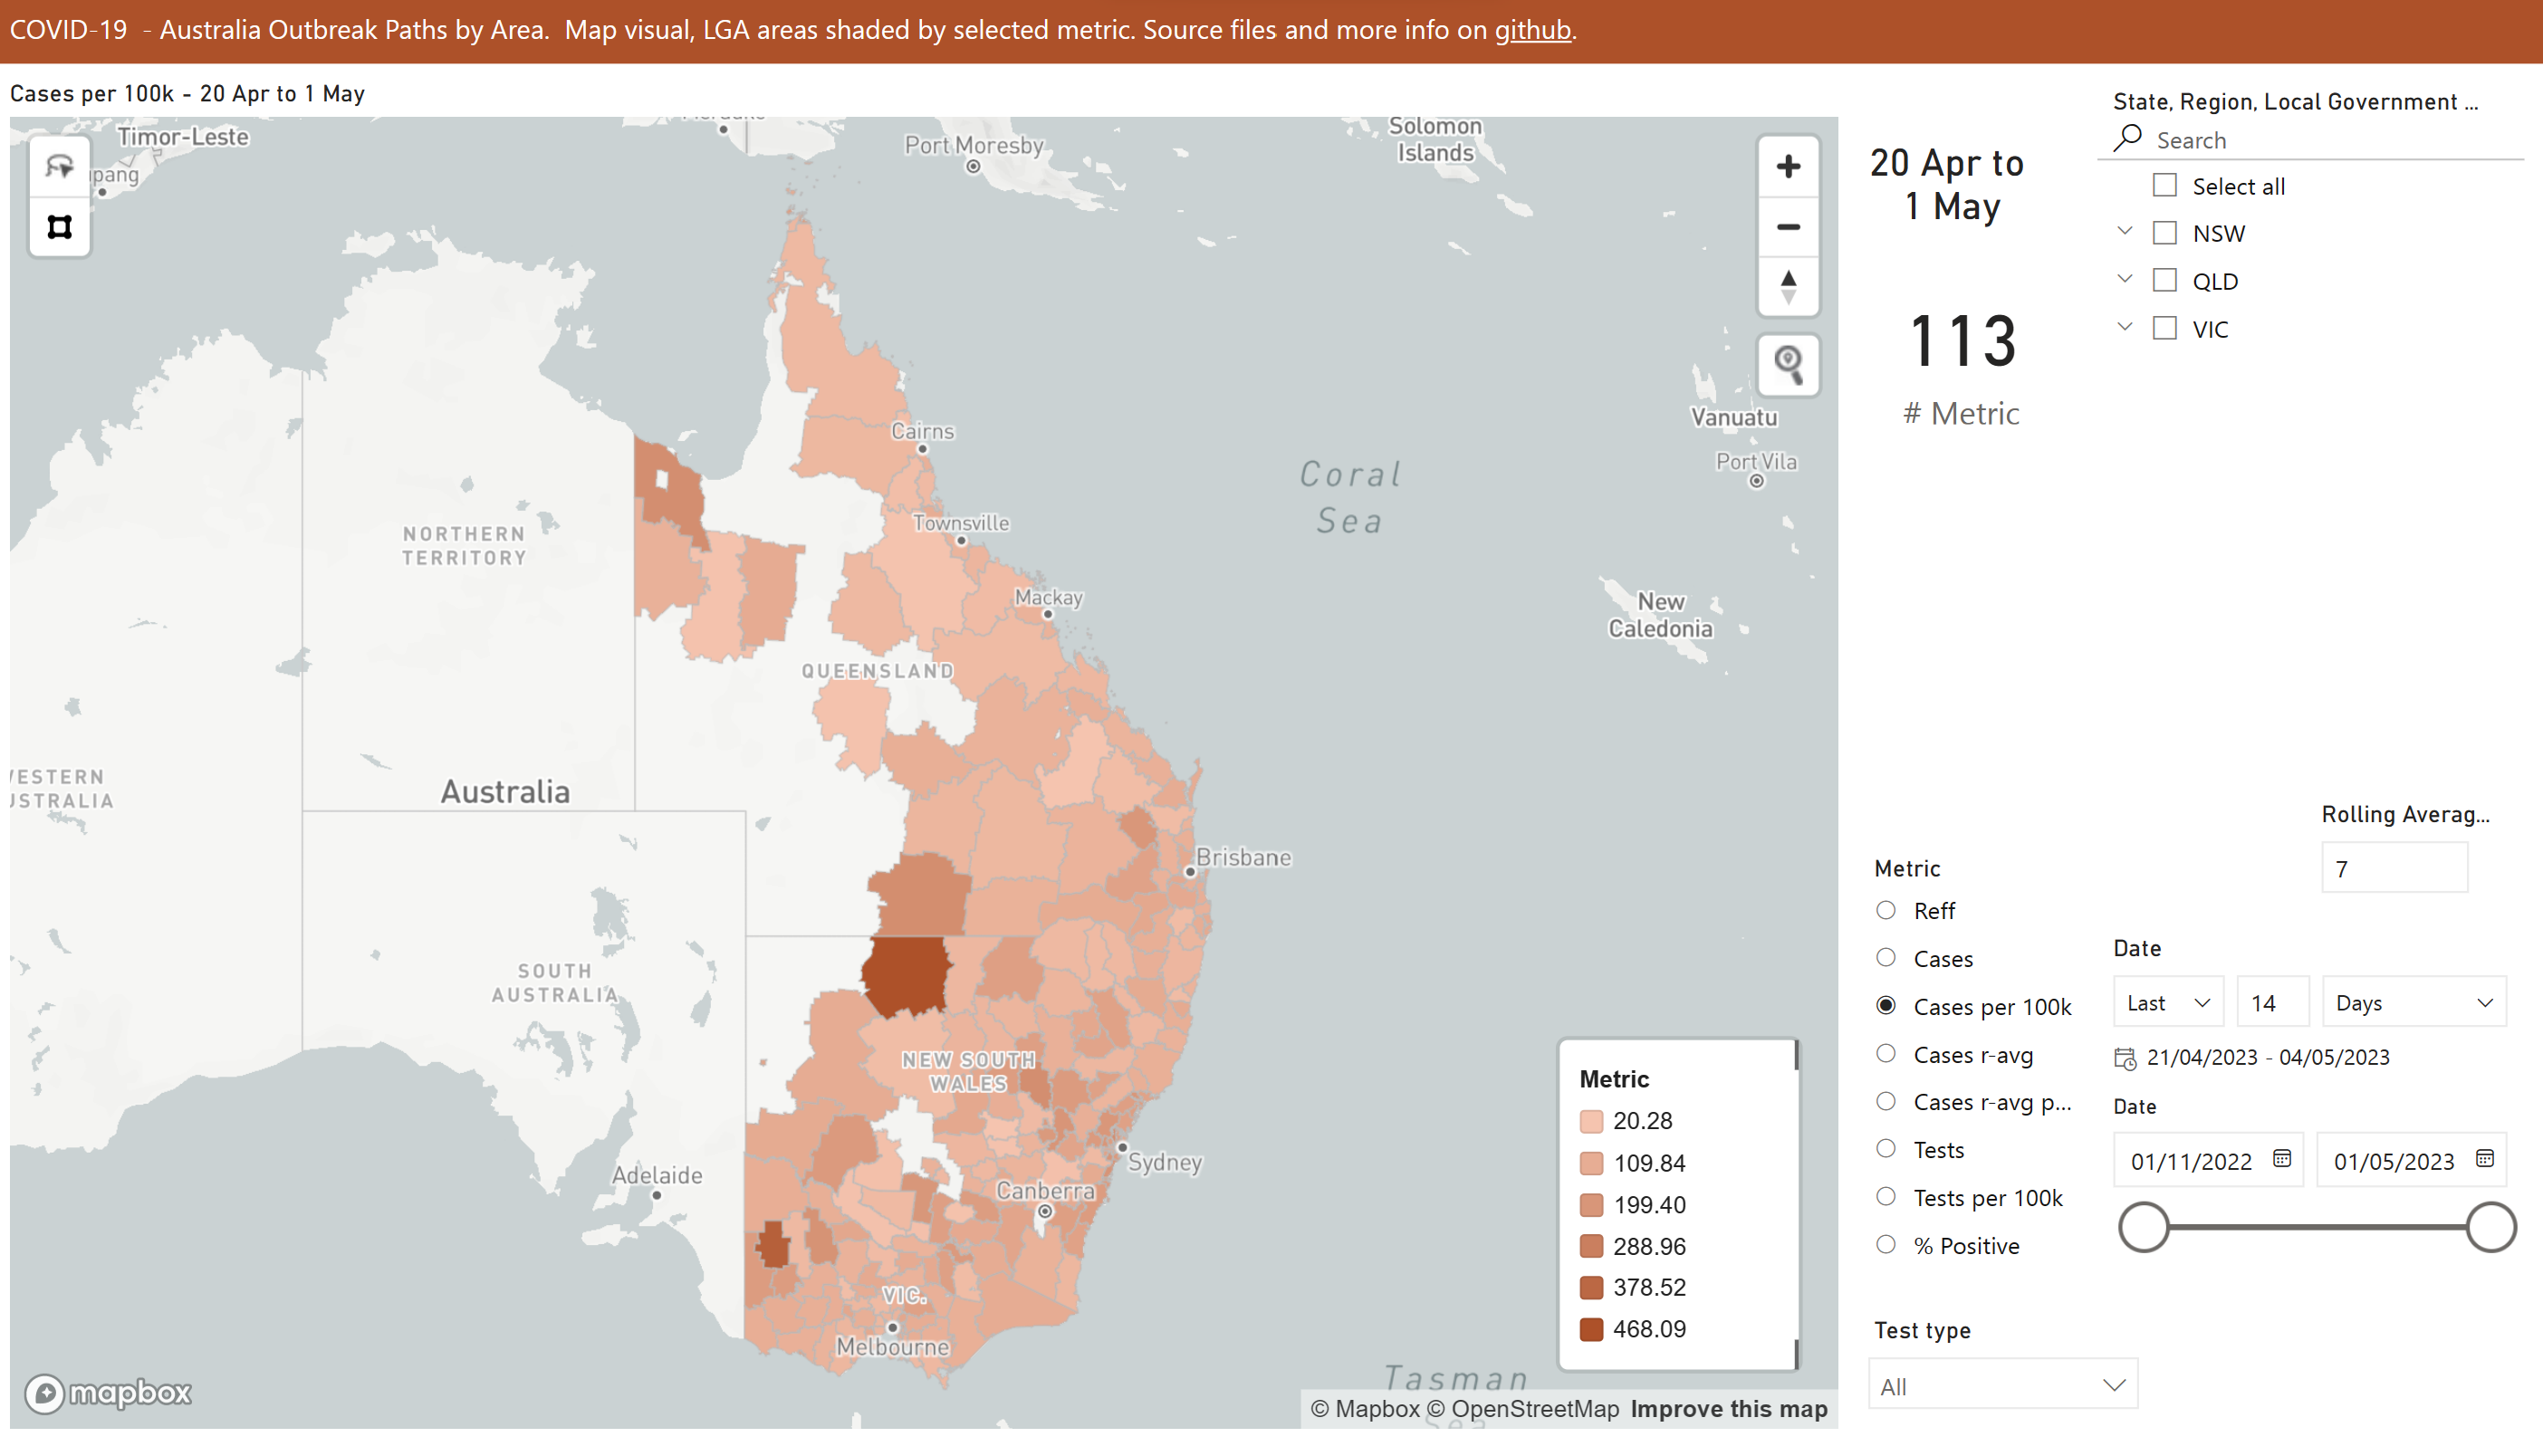 COVID-19 - Australia Outbreak Paths by Area. Map visual, LGA areas shaded by selected metric. Source files and more info on github.
Cases per 100k - 20 Apr to 1 May
Timor-Leste
Port Moresby
Solomon
Islands
Cairns
Townsville
Mackay
Coral
Sea
Vanuatu
Port Vila
New
Caledonia
NORTHERN
TERRITORY
QUEENSLAND
Australia
Brisbane
SOUTH
AUSTRALIA
NEW SOUTH
WALES
Adelaide
Sydney
Canberra
VIC.
Melbourne
Tasman
Sea
mapbox
Metric
20.28
109.84
199.40
288.96
378.52
468.09
© Mapbox © OpenStreetMap Improve this map
20 Apr to
1 May
113
# Metric
State, Region, Local Government ...
Search
Select all
NSW
QLD
VIC
Rolling Averag...
7
Metric
Reff
Cases
Cases per 100k
Cases r-avg
Cases r-avg p...
Tests
Tests per 100k
% Positive
Date
Last
14
Days
21/04/2023 - 04/05/2023
Date
01/11/2022
01/05/2023
Test type
All